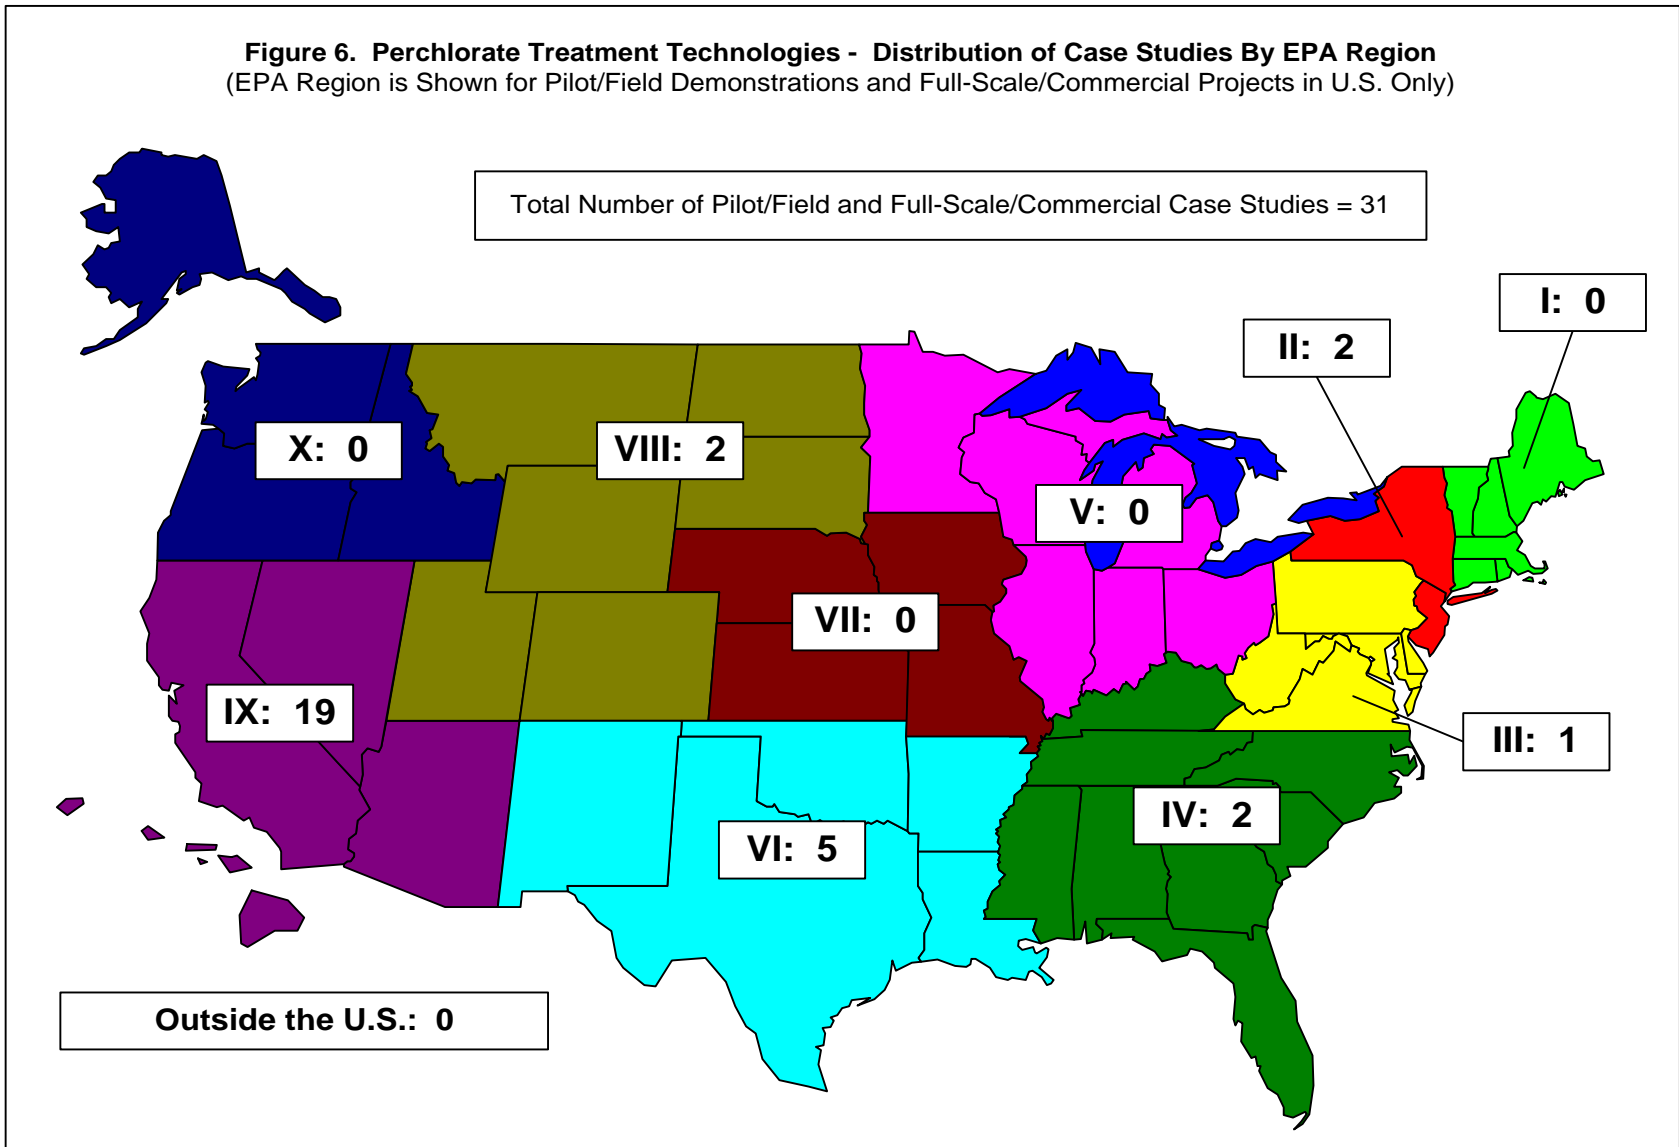 Figure 6. Perchlorate Treatment Technologies - Distribution of Case Studies By EPA Region
(EPA Region is Shown for Pilot/Field Demonstrations and Full-Scale/Commercial Projects in U.S. Only)
Total Number of Pilot/Field and Full-Scale/Commercial Case Studies = 31
I: 0
II: 2
X: 0
VIII: 2
V: 0
VII: 0
IX: 19
III: 1
IV: 2
VI: 5
Outside the U.S.: 0